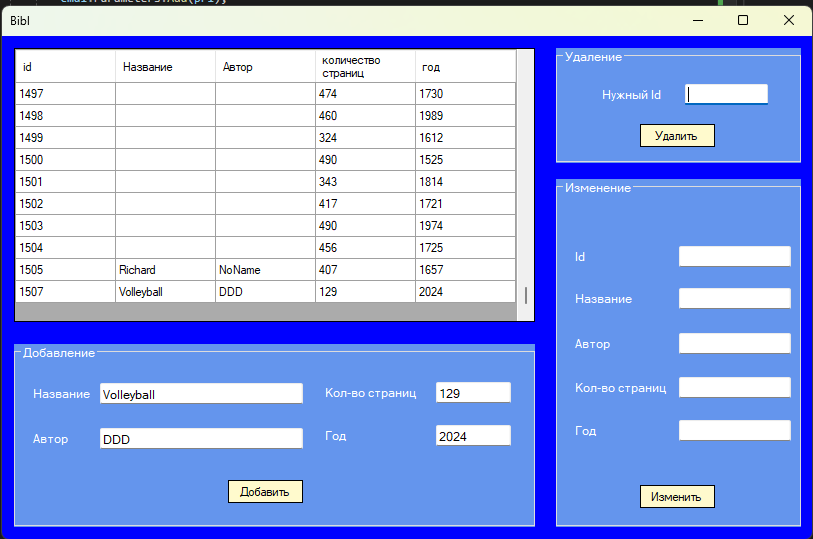 cmd.Parameters.Add(pr1);
Bibl
id Название Автор количество страниц год
1497 474 1730
1498 460 1989
1499 324 1612
1500 490 1525
1501 343 1814
1502 417 1721
1503 490 1974
1504 456 1725
1505 Richard NoName 407 1657
1507 Volleyball DDD 129 2024
Удаление
Нужный Id
Удалить
Изменение
Id
Название
Автор
Кол-во страниц
Год
Изменить
Добавление
Название Volleyball Кол-во страниц 129
Автор DDD Год 2024
Добавить